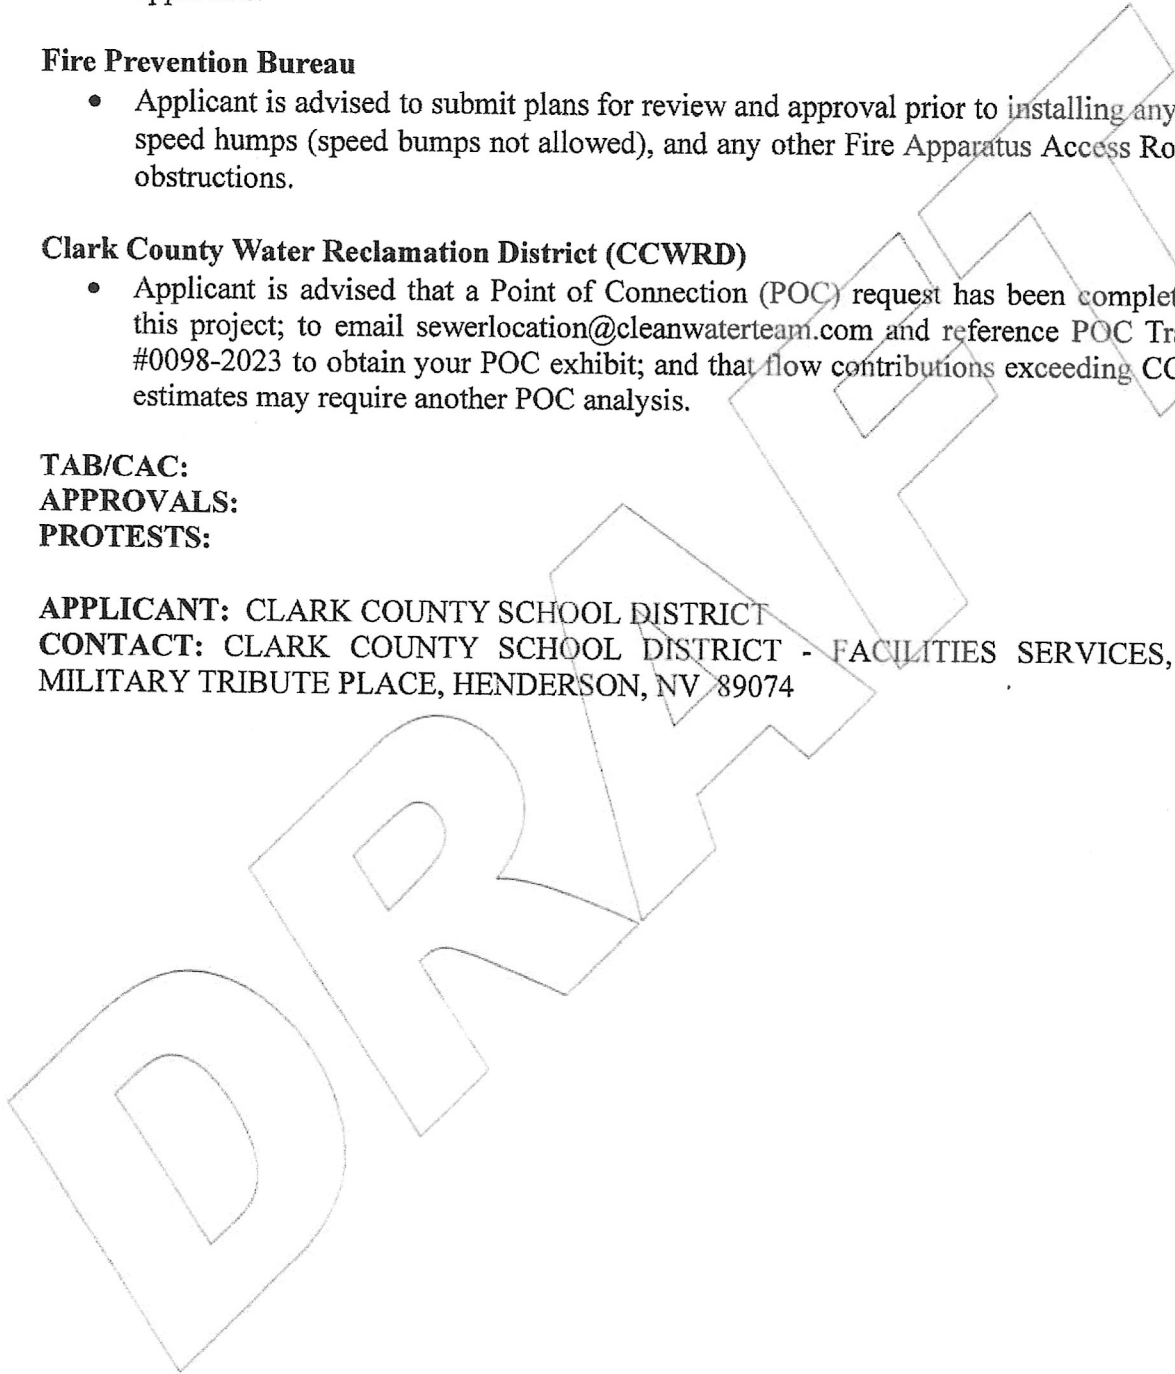 Fire Prevention Bureau
• Applicant is advised to submit plans for review and approval prior to installing any
speed humps (speed bumps not allowed), and any other Fire Apparatus Access Ro
obstructions.
Clark County Water Reclamation District (CCWRD)
• Applicant is advised that a Point of Connection (POC) request has been complet
this project; to email sewerlocation@cleanwaterteam.com and reference POC Tr
#0098-2023 to obtain your POC exhibit; and that flow contributions exceeding CC
estimates may require another POC analysis.
TAB/CAC:
APPROVALS:
PROTESTS:
APPLICANT: CLARK COUNTY SCHOOL DISTRICT
CONTACT: CLARK COUNTY SCHOOL DISTRICT - FACILITIES SERVICES,
MILITARY TRIBUTE PLACE, HENDERSON, NV 89074
DRAFT